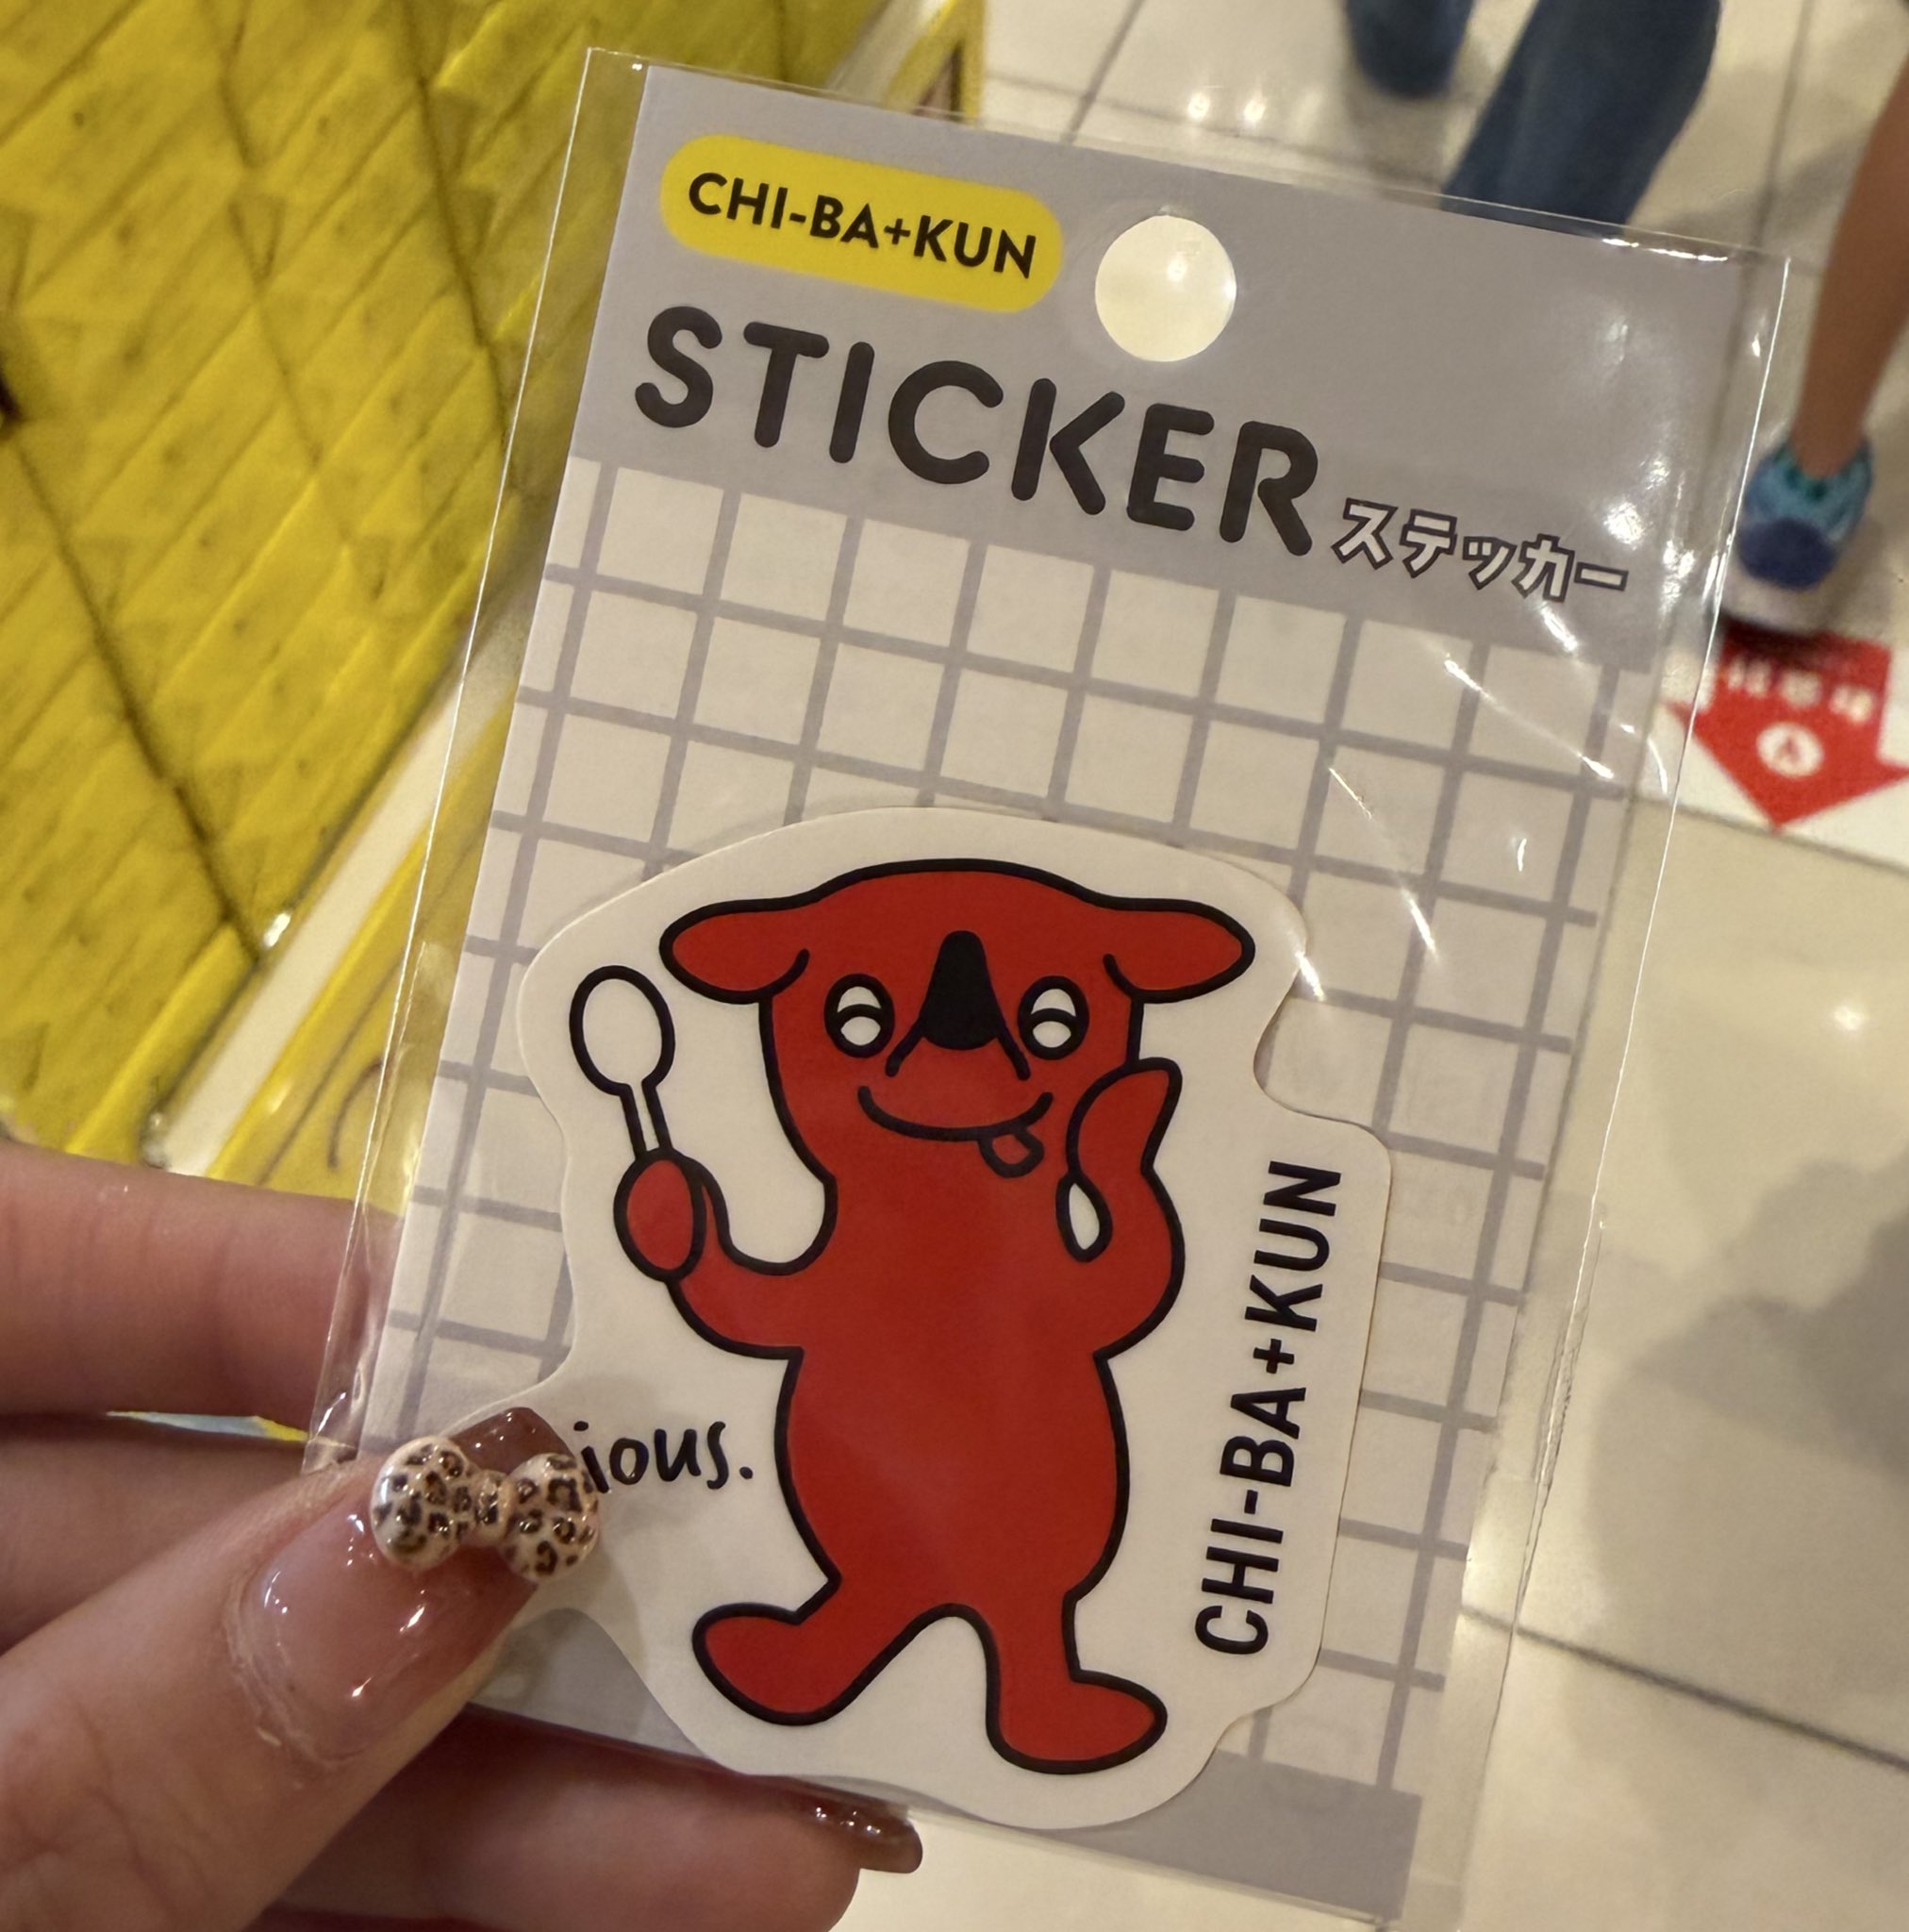 CHI-BA+KUN
STICKER ステッカー
ious.
CHI-BA+KUN